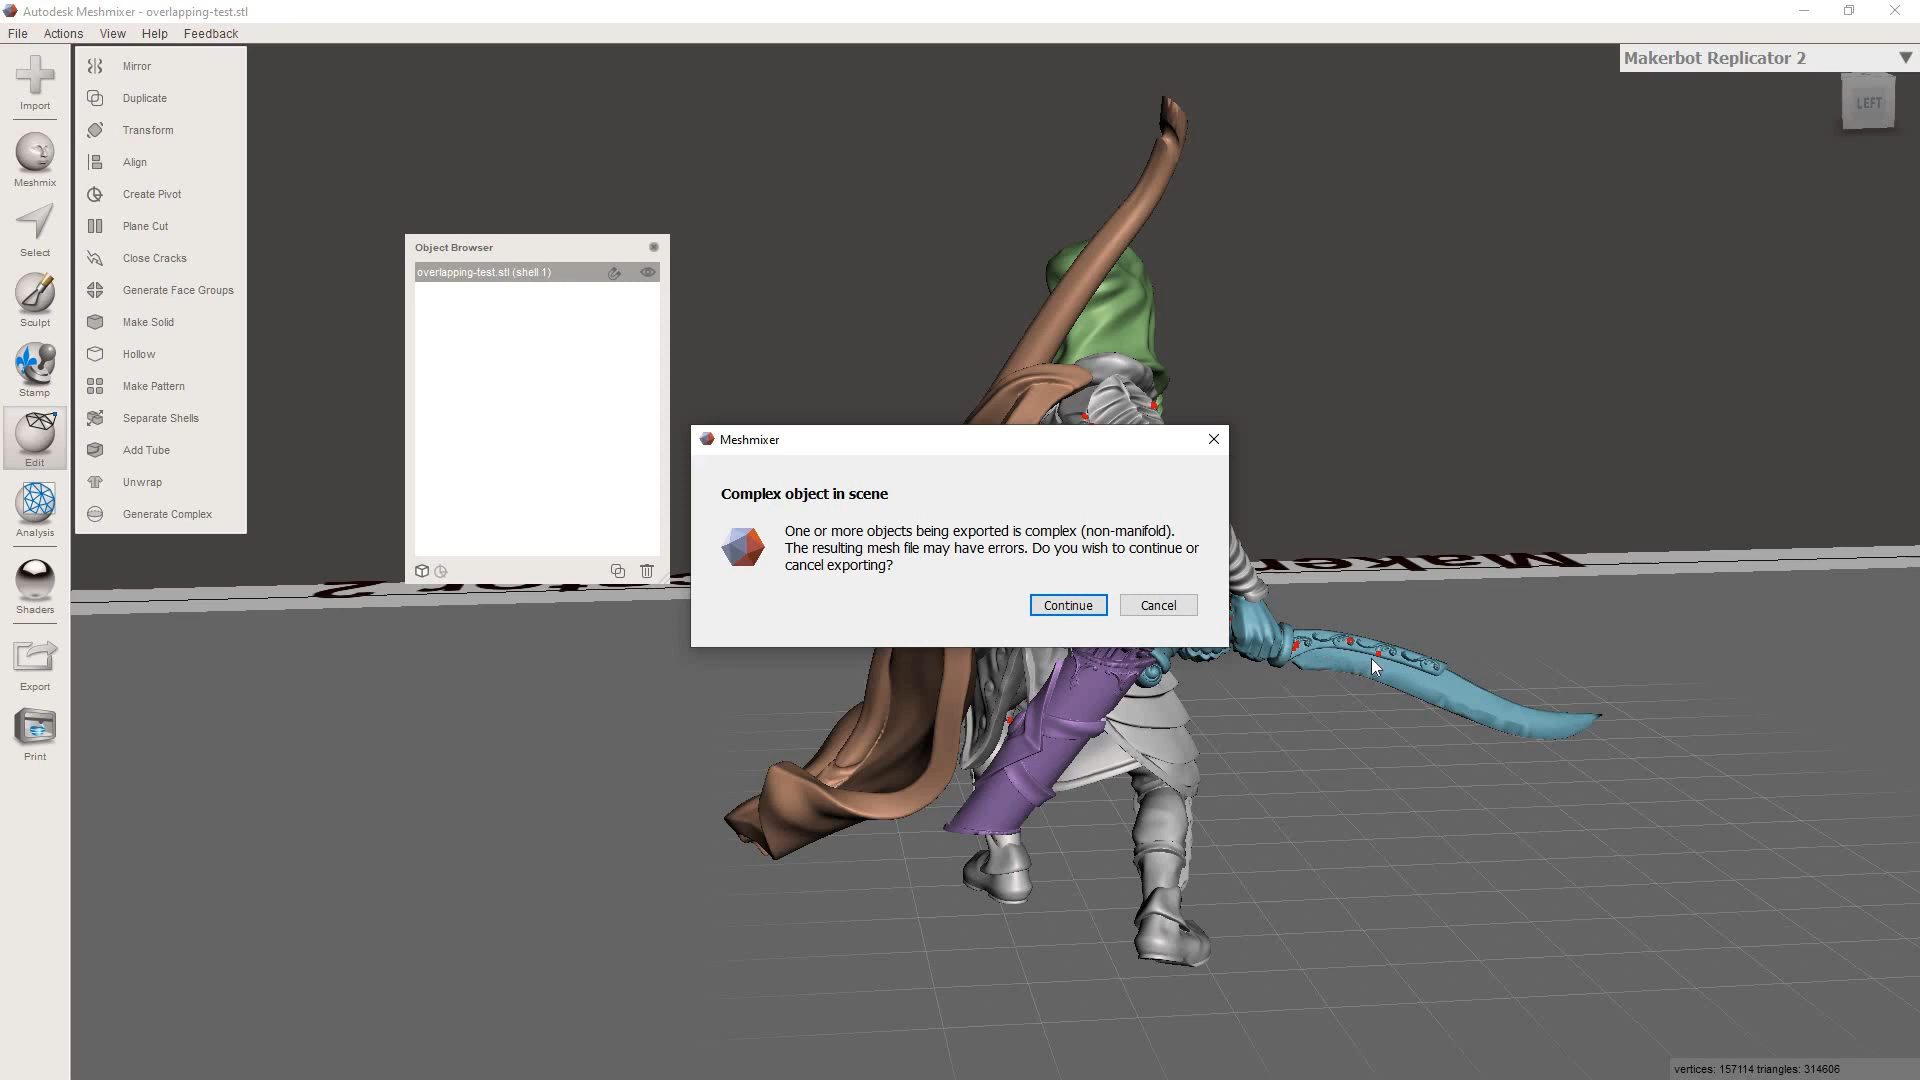 Autodesk Meshmixer - overlapping-test.stl
File Actions View Help Feedback
Makerbot Replicator 2
LEFT
Import
Meshmix
Select
Sculpt
Stamp
Edit
Analysis
Shaders
Export
Print
Mirror
Duplicate
Transform
Align
Create Pivot
Plane Cut
Close Cracks
Generate Face Groups
Make Solid
Hollow
Make Pattern
Separate Shells
Add Tube
Unwrap
Generate Complex
Object Browser
overlapping-test.stl (shell 1)
Meshmixer
Complex object in scene
One or more objects being exported is complex (non-manifold).
The resulting mesh file may have errors. Do you wish to continue or
cancel exporting?
Continue Cancel
vertices: 157114 triangles: 314606